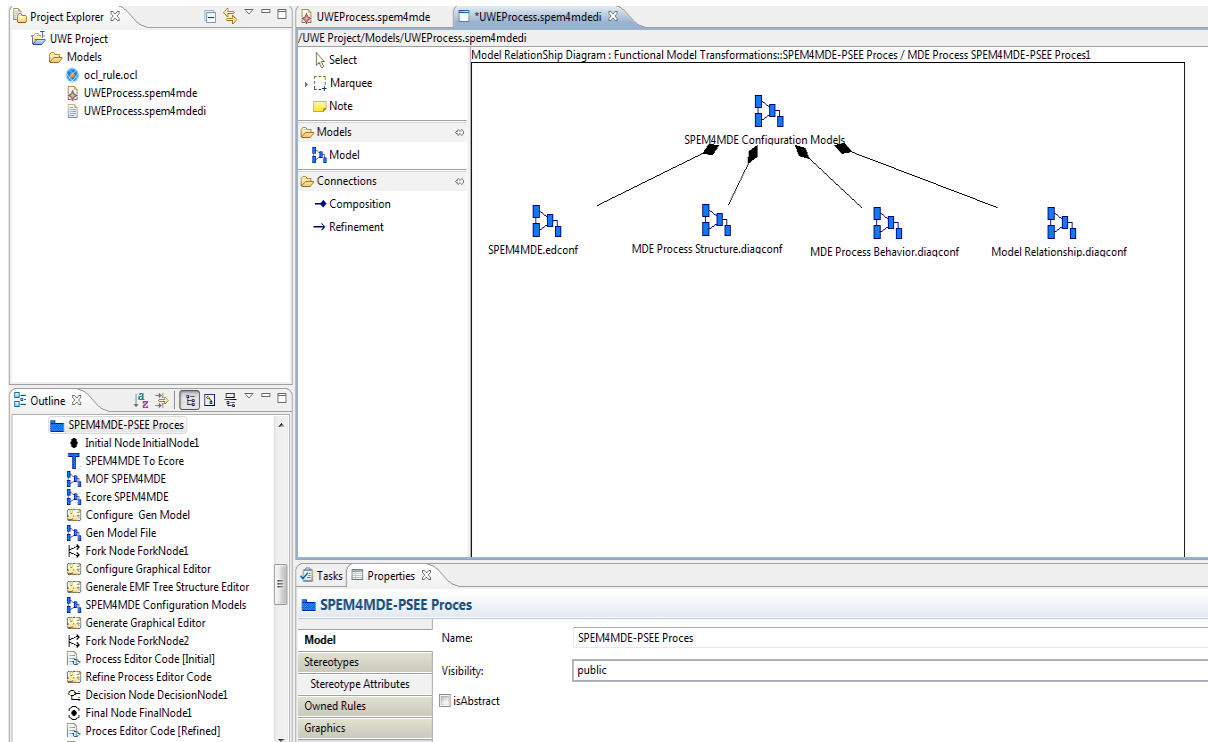 Project Explorer
UWE Project
Models
ocl_rule.ocl
UWEProcess.spem4mde
UWEProcess.spem4mdedi
UWEProcess.spem4mde
*UWEProcess.spem4mdedi
/UWE Project/Models/UWEProcess.spem4mdedi
Select
Marquee
Note
Models
Model
Connections
Composition
Refinement
Model RelationShip Diagram : Functional Model Transformations::SPEM4MDE-PSEE Proces / MDE Process SPEM4MDE-PSEE Proces1
SPEM4MDE Configuration Models
SPEM4MDE.edconf
MDE Process Structure.diagconf
MDE Process Behavior.diagconf
Model Relationship.diagconf
Outline
SPEM4MDE-PSEE Proces
Initial Node InitialNode1
SPEM4MDE To Ecore
MOF SPEM4MDE
Ecore SPEM4MDE
Configure Gen Model
Gen Model File
Fork Node ForkNode1
Configure Graphical Editor
Generale EMF Tree Structure Editor
SPEM4MDE Configuration Models
Generate Graphical Editor
Fork Node ForkNode2
Process Editor Code [Initial]
Refine Process Editor Code
Decision Node DecisionNode1
Final Node FinalNode1
Proces Editor Code [Refined]
Tasks
Properties
SPEM4MDE-PSEE Proces
Model
Stereotypes
Stereotype Attributes
Owned Rules
Graphics
Name:
SPEM4MDE-PSEE Proces
Visibility:
public
isAbstract